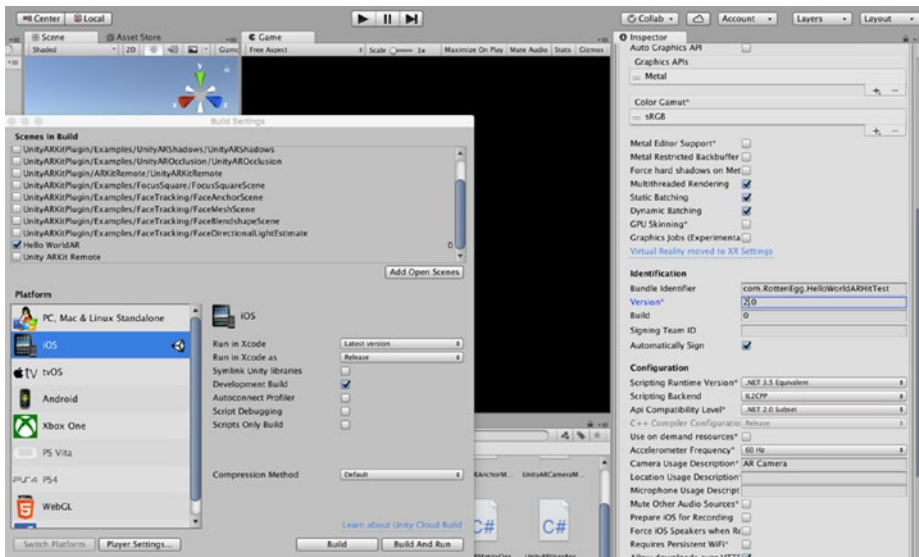 Center Local
Collab Account Layers Layout
Scene Asset Store
Game
Inspector
Shaded 2D Gizmo
Free Aspect Scale 1x Maximize On Play Mute Audio Stats Gizmos
Auto Graphics API
Graphics APIs
Metal
Color Gamut*
sRGB
Metal Editor Support*
Metal Restricted Backbuffer
Force hard shadows on Met
Multithreaded Rendering
Static Batching
Dynamic Batching
GPU Skinning*
Graphics Jobs (Experimenta
Virtual Reality moved to XR Settings
Identification
Bundle Identifier com.RottenEgg.HelloWorldARHitTest
Version* 2.0
Build 0
Signing Team ID
Automatically Sign
Configuration
Scripting Runtime Version* .NET 3.5 Equivalent
Scripting Backend IL2CPP
Api Compatibility Level* .NET 2.0 Subset
C++ Compiler Configuratio Release
Use on demand resources*
Accelerometer Frequency* 60 Hz
Camera Usage Description* AR Camera
Location Usage Description*
Microphone Usage Descript
Mute Other Audio Sources*
Prepare iOS for Recording
Force iOS Speakers when Re
Requires Persistent WiFi*
Allow downloads over HTTP
Build Settings
Scenes In Build
UnityARKitPlugin/Examples/UnityARShadows/UnityARShadows
UnityARKitPlugin/Examples/UnityAROcclusion/UnityAROcclusion
UnityARKitPlugin/ARKitRemote/UnityARKitRemote
UnityARKitPlugin/Examples/FocusSquare/FocusSquareScene
UnityARKitPlugin/Examples/FaceTracking/FaceAnchorScene
UnityARKitPlugin/Examples/FaceTracking/FaceMeshScene
UnityARKitPlugin/Examples/FaceTracking/FaceBlendshapeScene
UnityARKitPlugin/Examples/FaceTracking/FaceDirectionalLightEstimate
Hello WorldAR 0
Unity ARKit Remote
Add Open Scenes
Platform
PC, Mac & Linux Standalone
iOS
tvOS
Android
Xbox One
PS Vita
PS4
WebGL
iOS
Run in Xcode Latest version
Run in Xcode as Release
Symlink Unity libraries
Development Build
Autoconnect Profiler
Script Debugging
Scripts Only Build
Compression Method Default
Learn about Unity Cloud Build
Switch Platform Player Settings... Build Build And Run
RAnchorM... UnityARCameraM...
C# C#